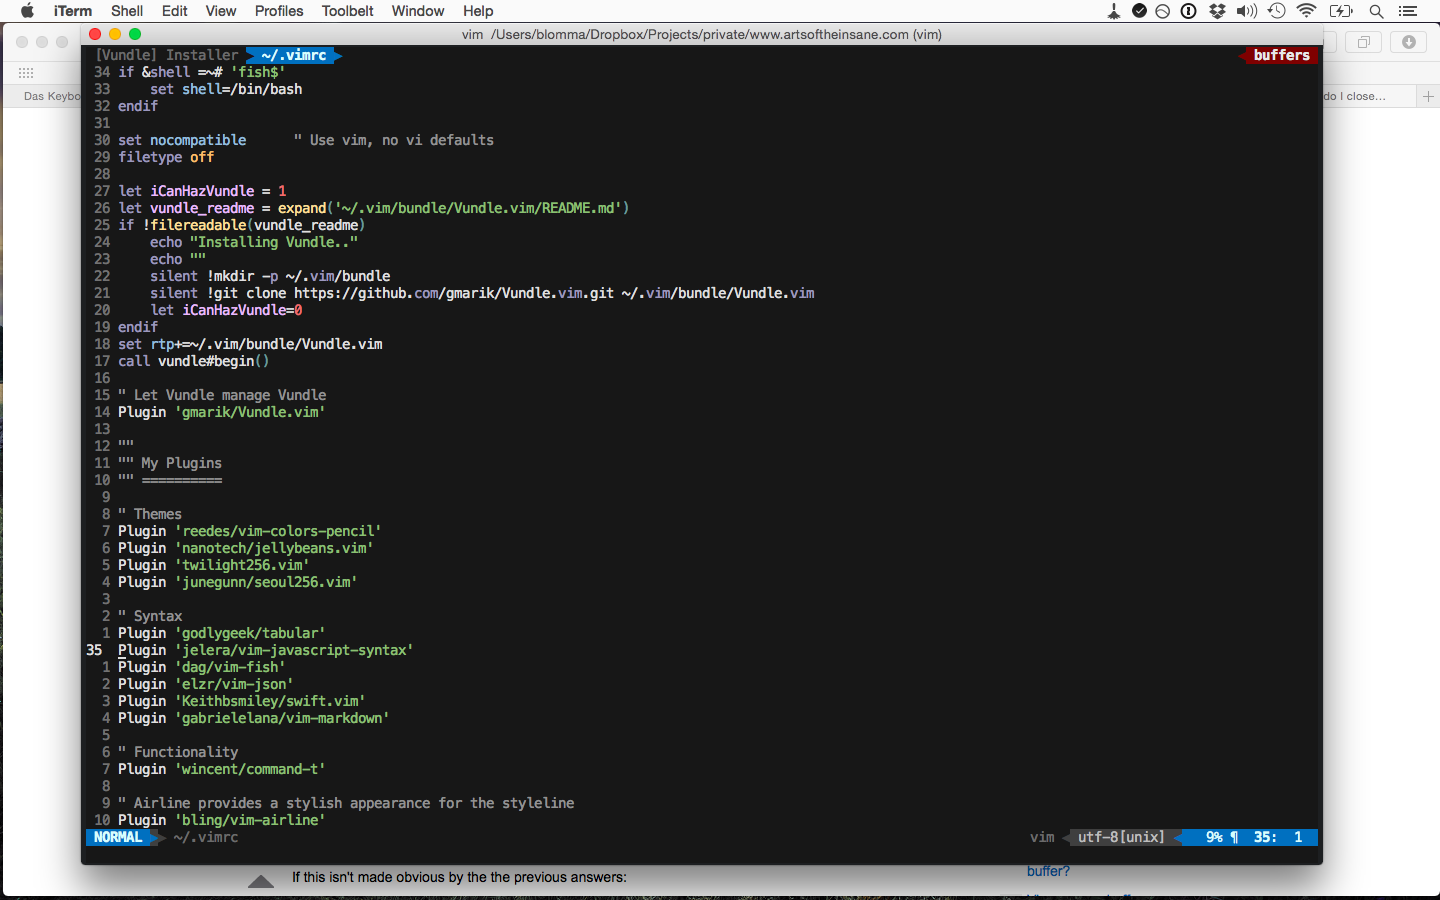 iTerm Shell Edit View Profiles Toolbelt Window Help
vim /Users/blomma/Dropbox/Projects/private/www.artsoftheinsane.com (vim)
Das Keybo
do I close...
[Vundle] Installer ~/.vimrc buffers
34 if &shell =~# 'fish$'
33     set shell=/bin/bash
32 endif
31
30 set nocompatible      " Use vim, no vi defaults
29 filetype off
28
27 let iCanHazVundle = 1
26 let vundle_readme = expand('~/.vim/bundle/Vundle.vim/README.md')
25 if !filereadable(vundle_readme)
24     echo "Installing Vundle.."
23     echo ""
22     silent !mkdir -p ~/.vim/bundle
21     silent !git clone https://github.com/gmarik/Vundle.vim.git ~/.vim/bundle/Vundle.vim
20     let iCanHazVundle=0
19 endif
18 set rtp+=~/.vim/bundle/Vundle.vim
17 call vundle#begin()
16
15 " Let Vundle manage Vundle
14 Plugin 'gmarik/Vundle.vim'
13
12 ""
11 "" My Plugins
10 "" ==========
9
8 " Themes
7 Plugin 'reedes/vim-colors-pencil'
6 Plugin 'nanotech/jellybeans.vim'
5 Plugin 'twilight256.vim'
4 Plugin 'junegunn/seoul256.vim'
3
2 " Syntax
1 Plugin 'godlygeek/tabular'
35 Plugin 'jelera/vim-javascript-syntax'
1 Plugin 'dag/vim-fish'
2 Plugin 'elzr/vim-json'
3 Plugin 'Keithbsmiley/swift.vim'
4 Plugin 'gabrielelana/vim-markdown'
5
6 " Functionality
7 Plugin 'wincent/command-t'
8
9 " Airline provides a stylish appearance for the styleline
10 Plugin 'bling/vim-airline'
NORMAL ~/.vimrc vim utf-8[unix] 9% ¶ 35: 1
buffer?
If this isn't made obvious by the the previous answers: